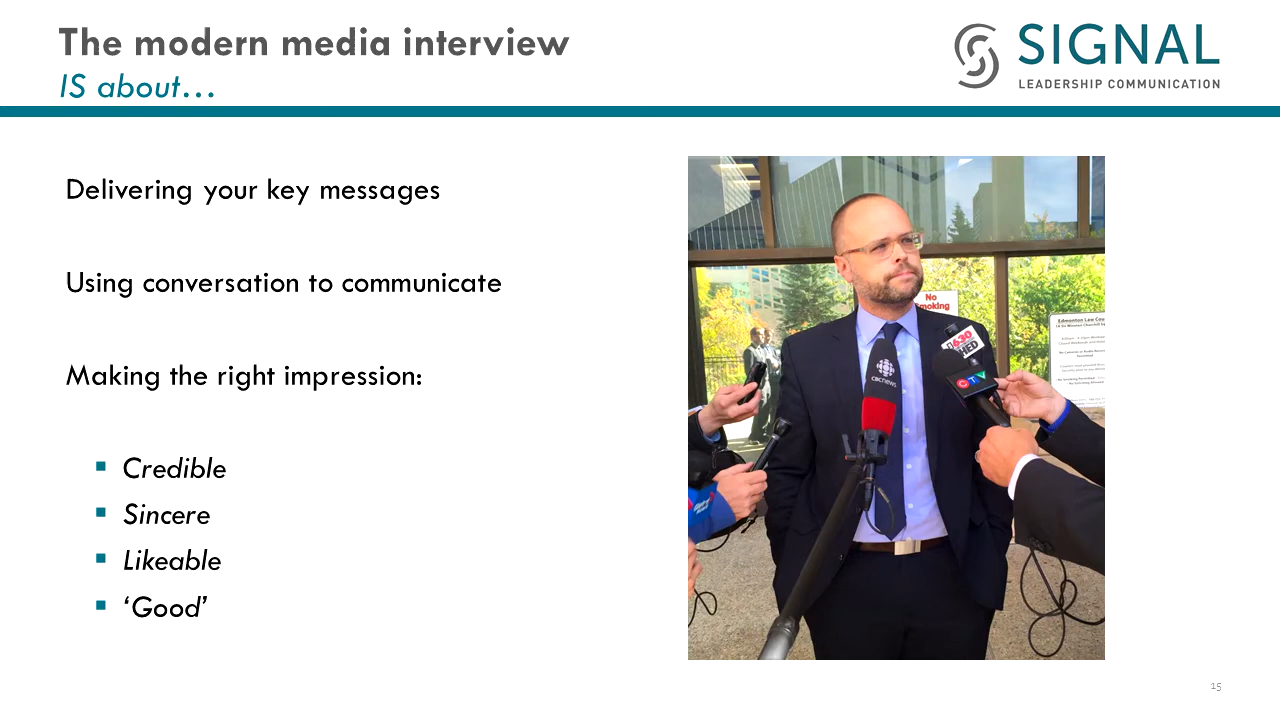 The modern media interview
IS about…
SIGNAL
LEADERSHIP COMMUNICATION
Delivering your key messages
Using conversation to communicate
Making the right impression:
Credible
Sincere
Likeable
‘Good’
No
Smoking
630
CHED
cbcnews
CTV
Edmonton Law Cou
15